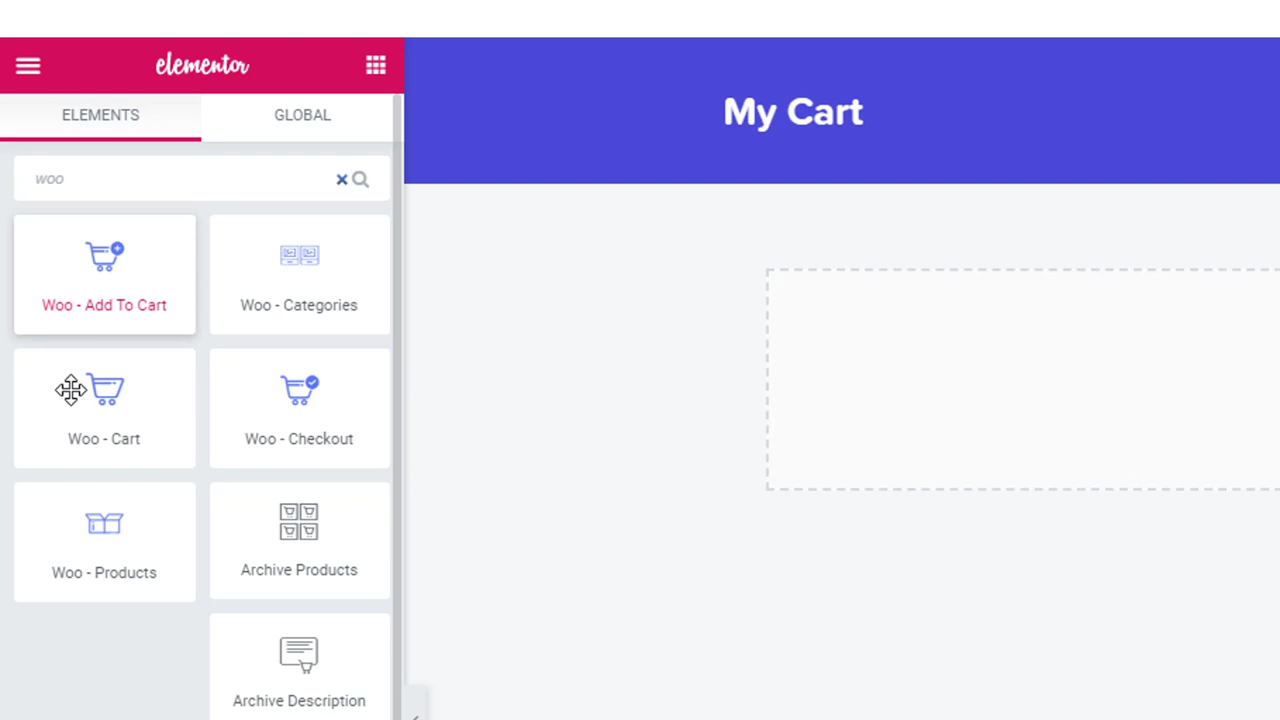 elementor
My Cart
ELEMENTS
GLOBAL
woo
Woo - Add To Cart
Woo - Categories
Woo - Cart
Woo - Checkout
Woo - Products
Archive Products
Archive Description